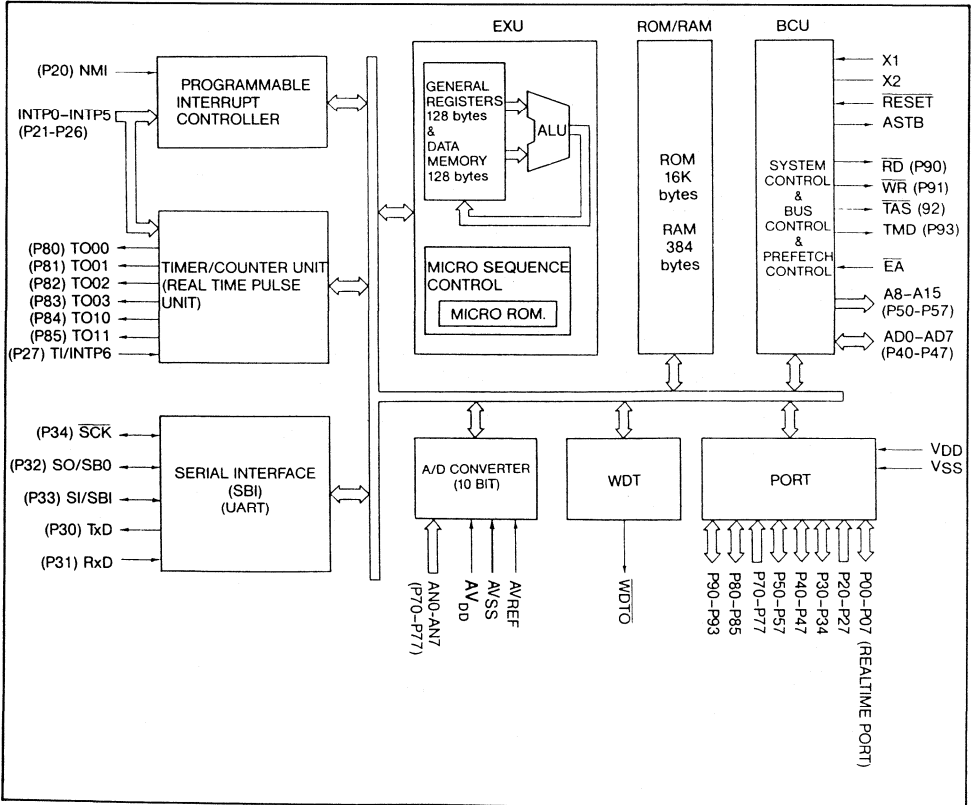 EXU
ROM/RAM
BCU
(P20) NMI
INTP0-INTP5
(P21-P26)
PROGRAMMABLE
INTERRUPT
CONTROLLER
(P80) TO00
(P81) TO01
(P82) TO02
(P83) TO03
(P84) TO10
(P85) TO11
(P27) TI/INTP6
TIMER/COUNTER UNIT
(REAL TIME PULSE
UNIT)
(P34) SCK
(P32) SO/SB0
(P33) SI/SBI
(P30) TxD
(P31) RxD
SERIAL INTERFACE
(SBI)
(UART)
GENERAL
REGISTERS
128 bytes
&
DATA
MEMORY
128 bytes
ALU
MICRO SEQUENCE
CONTROL
MICRO ROM.
ROM
16K
bytes
RAM
384
bytes
SYSTEM
CONTROL
&
BUS
CONTROL
&
PREFETCH
CONTROL
X1
X2
RESET
ASTB
RD (P90)
WR (P91)
TAS (92)
TMD (P93)
EA
A8-A15
(P50-P57)
AD0-AD7
(P40-P47)
A/D CONVERTER
(10 BIT)
WDT
PORT
VDD
VSS
AN0-AN7
(P70-P77)
AVDD
AVSS
AVREF
WDTO
P90-P93
P80-P85
P70-P77
P50-P57
P40-P47
P30-P34
P20-P27
P00-P07 (REALTIME PORT)